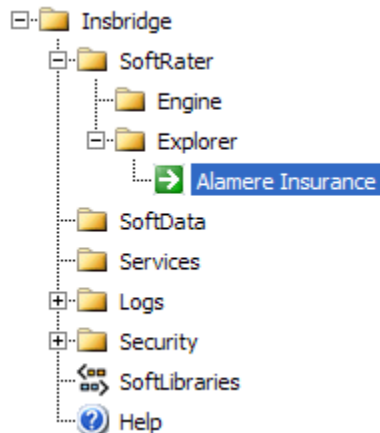 Insbridge
SoftRater
Engine
Explorer
Alamere Insurance
SoftData
Services
Logs
Security
SoftLibraries
Help